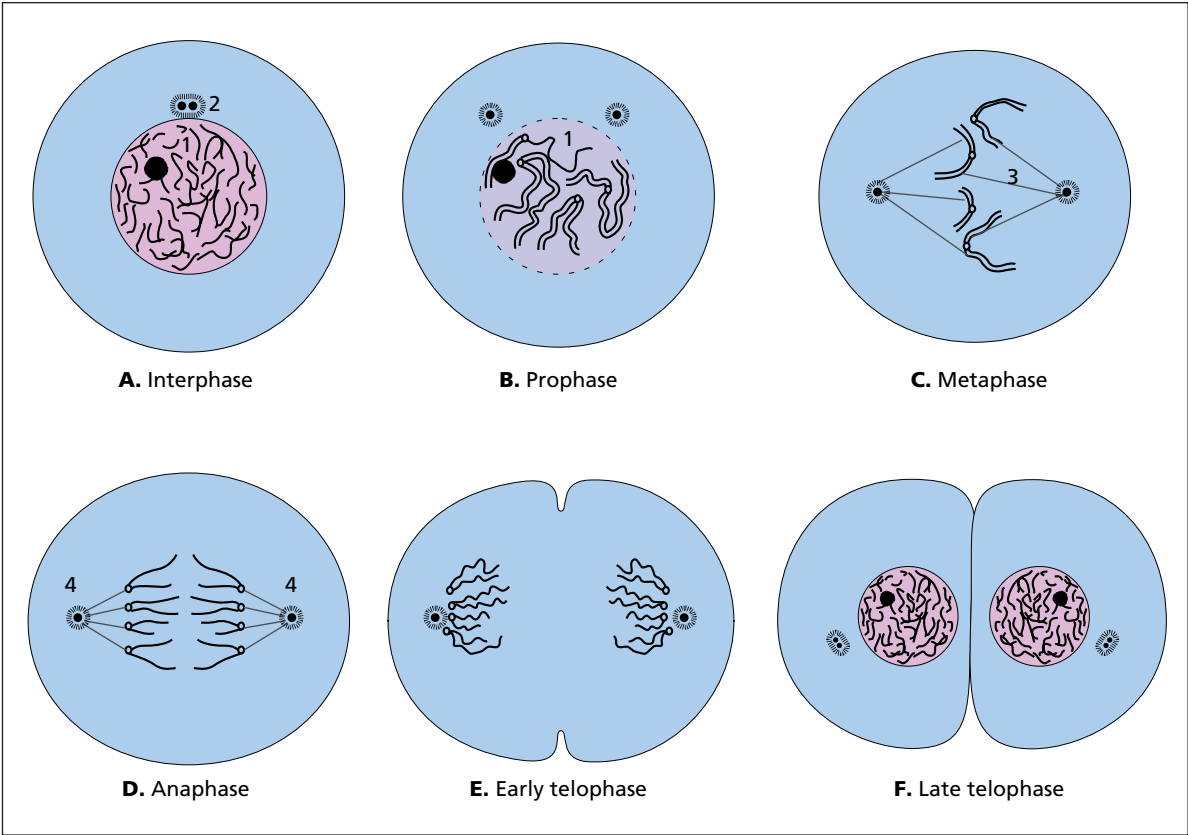 1
2
A. Interphase
1
B. Prophase
3
C. Metaphase
4
4
D. Anaphase
E. Early telophase
F. Late telophase